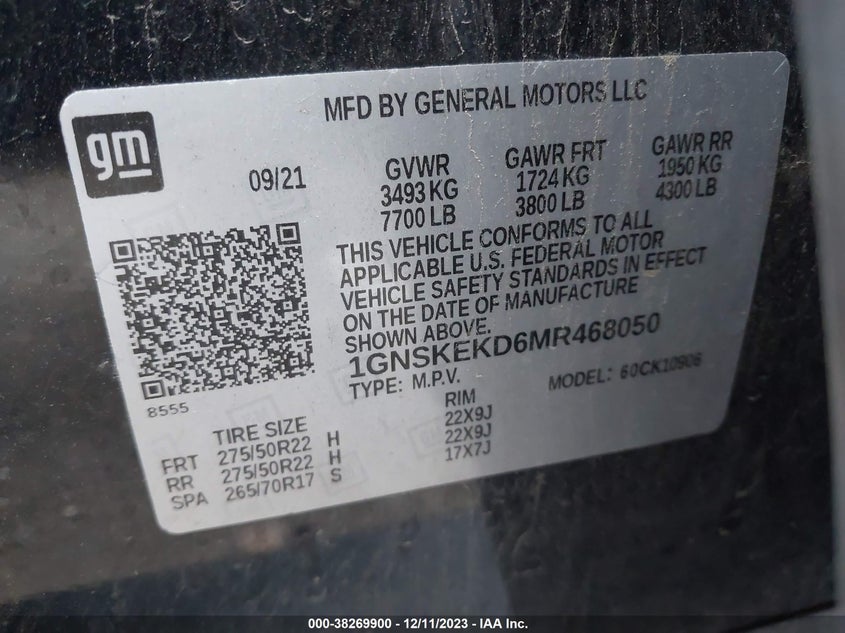 MFD BY GENERAL MOTORS LLC
gm
09/21
GVWR GAWR FRT GAWR RR
3493 KG 1724 KG 1950 KG
7700 LB 3800 LB 4300 LB
THIS VEHICLE CONFORMS TO ALL
APPLICABLE U.S. FEDERAL MOTOR
VEHICLE SAFETY STANDARDS IN EFFECT
ON THE DATE OF MANUFACTURE
SHOWN ABOVE.
1GNSKEKD6MR468050
TYPE: M.P.V. MODEL: 60CK10906
8555
TIRE SIZE RIM
FRT 275/50R22 H 22X9J
RR 275/50R22 H 22X9J
SPA 265/70R17 S 17X7J
000-38269900 - 12/11/2023 - IAA Inc.